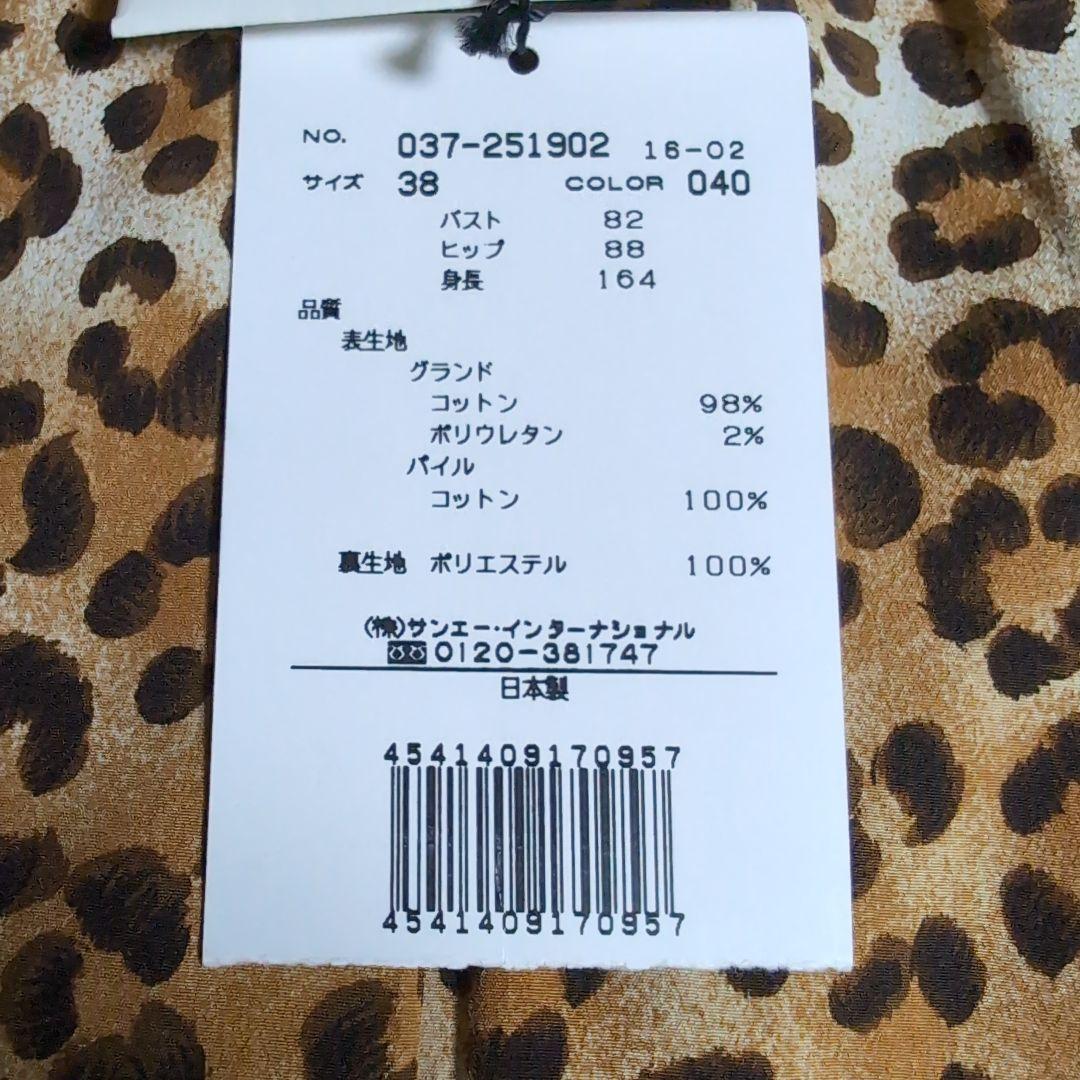 NO. 037-251902 16-02
サイズ 38 COLOR 040
バスト 82
ヒップ 88
身長 164
品質
表生地
グランド
コットン 98%
ポリウレタン 2%
パイル
コットン 100%
裏生地 ポリエステル 100%
(株)サンエー・インターナショナル
0120-381747
日本製
4541409170957
4541409170957